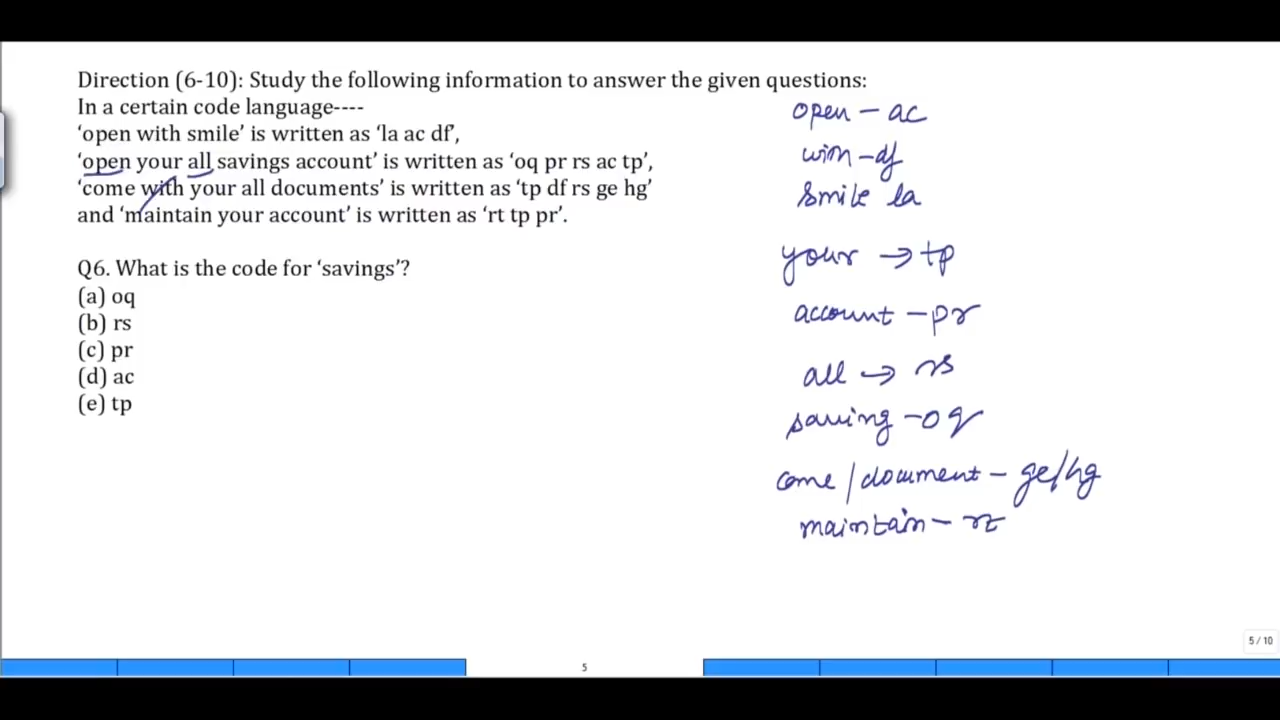 Direction (6-10): Study the following information to answer the given questions:
In a certain code language----
‘open with smile’ is written as ‘la ac df’,
‘open your all savings account’ is written as ‘oq pr rs ac tp’,
‘come with your all documents’ is written as ‘tp df rs ge hg’
and ‘maintain your account’ is written as ‘rt tp pr’.
Q6. What is the code for ‘savings’?
(a) oq
(b) rs
(c) pr
(d) ac
(e) tp
open - ac
with - df
smile la
your → tp
account - pr
all → rs
saving - oq
come / document - ge/hg
maintain - rt
5 / 10
5